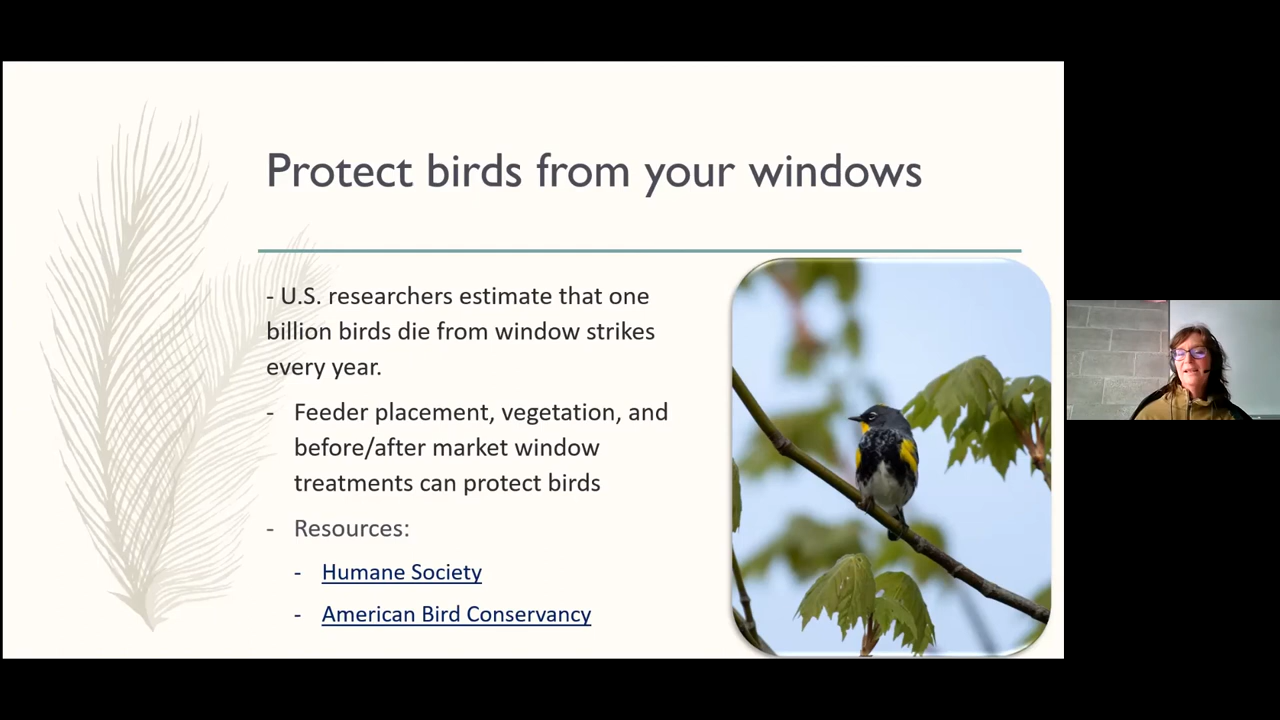 Protect birds from your windows
- U.S. researchers estimate that one
billion birds die from window strikes
every year.
- Feeder placement, vegetation, and
before/after market window
treatments can protect birds
- Resources:
- Humane Society
- American Bird Conservancy